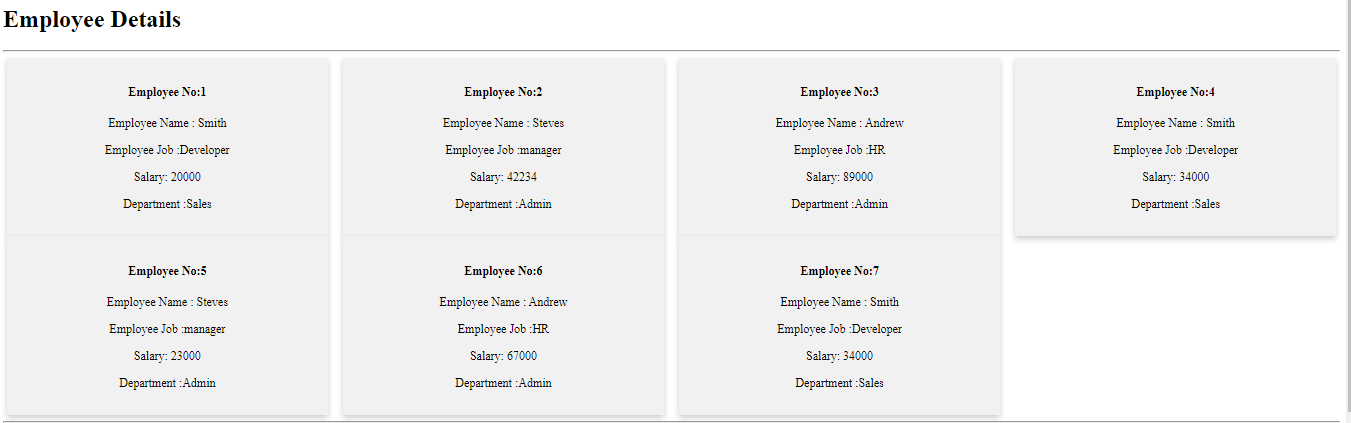 Employee Details
Employee No:1
Employee Name : Smith
Employee Job :Developer
Salary: 20000
Department :Sales
Employee No:2
Employee Name : Steves
Employee Job :manager
Salary: 42234
Department :Admin
Employee No:3
Employee Name : Andrew
Employee Job :HR
Salary: 89000
Department :Admin
Employee No:4
Employee Name : Smith
Employee Job :Developer
Salary: 34000
Department :Sales
Employee No:5
Employee Name : Steves
Employee Job :manager
Salary: 23000
Department :Admin
Employee No:6
Employee Name : Andrew
Employee Job :HR
Salary: 67000
Department :Admin
Employee No:7
Employee Name : Smith
Employee Job :Developer
Salary: 34000
Department :Sales